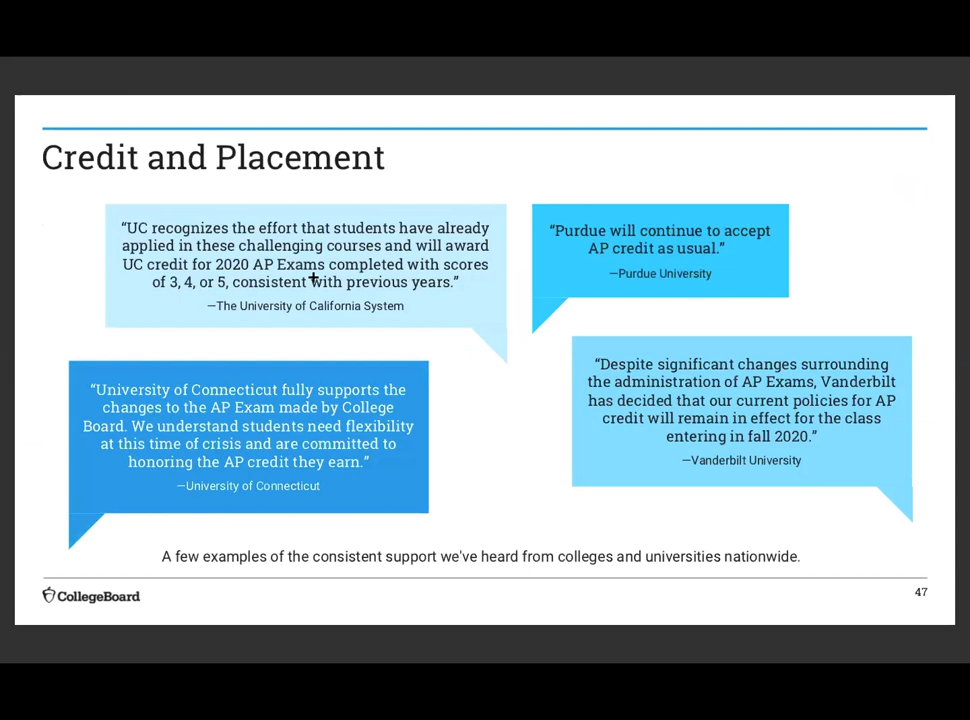 Credit and Placement
“UC recognizes the effort that students have already
applied in these challenging courses and will award
UC credit for 2020 AP Exams completed with scores
of 3, 4, or 5, consistent with previous years.”
—The University of California System
“Purdue will continue to accept
AP credit as usual.”
—Purdue University
“University of Connecticut fully supports the
changes to the AP Exam made by College
Board. We understand students need flexibility
at this time of crisis and are committed to
honoring the AP credit they earn.”
—University of Connecticut
“Despite significant changes surrounding
the administration of AP Exams, Vanderbilt
has decided that our current policies for AP
credit will remain in effect for the class
entering in fall 2020.”
—Vanderbilt University
A few examples of the consistent support we've heard from colleges and universities nationwide.
CollegeBoard
47